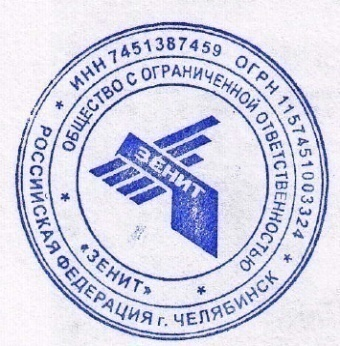 * ИНН 7451387459 ОГРН 1157451003324 *
РОССИЙСКАЯ ФЕДЕРАЦИЯ г. ЧЕЛЯБИНСК
ОБЩЕСТВО С ОГРАНИЧЕННОЙ ОТВЕТСТВЕННОСТЬЮ
* «ЗЕНИТ» *
ЗЕНИТ